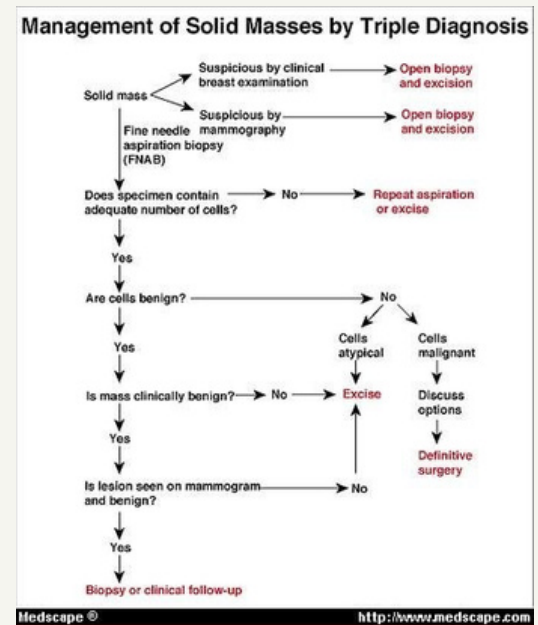 Management of Solid Masses by Triple Diagnosis
Suspicious by clinical
breast examination
Open biopsy
and excision
Solid mass
Suspicious by
mammography
Open biopsy
and excision
Fine needle
aspiration biopsy
(FNAB)
Does specimen contain
adequate number of cells?
No
Repeat aspiration
or excise
Yes
Are cells benign?
No
Yes
Cells
atypical
Cells
malignant
Is mass clinically benign?
No
Excise
Discuss
options
Yes
Definitive
surgery
Is lesion seen on mammogram
and benign?
No
Yes
Biopsy or clinical follow-up
Medscape ®
http://www.medscape.com